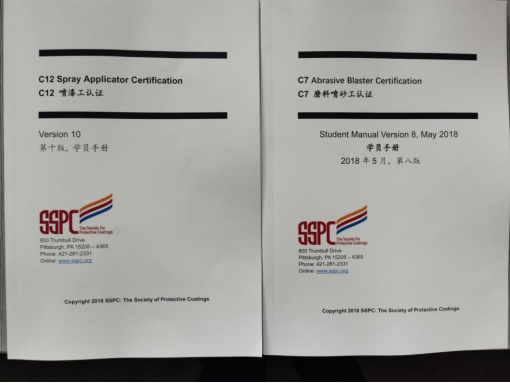 C12 Spray Applicator Certification
C12 喷漆工认证
Version 10
第十版, 学员手册
SSPC
The Society for
Protective Coatings
800 Trumbull Drive
Pittsburgh, PA 15205 – 4365
Phone: 421-281-2331
Online: www.sspc.org
Copyright 2018 SSPC: The Society of Protective Coatings
C7 Abrasive Blaster Certification
C7 磨料喷砂工认证
Student Manual Version 8, May 2018
学员手册
2018 年 5 月, 第八版
SSPC
The Society for
Protective Coatings
800 Trumbull Drive
Pittsburgh, PA 15205 – 4365
Phone: 421-281-2331
Online: www.sspc.org
Copyright 2018 SSPC: The Society of Protective Coatings